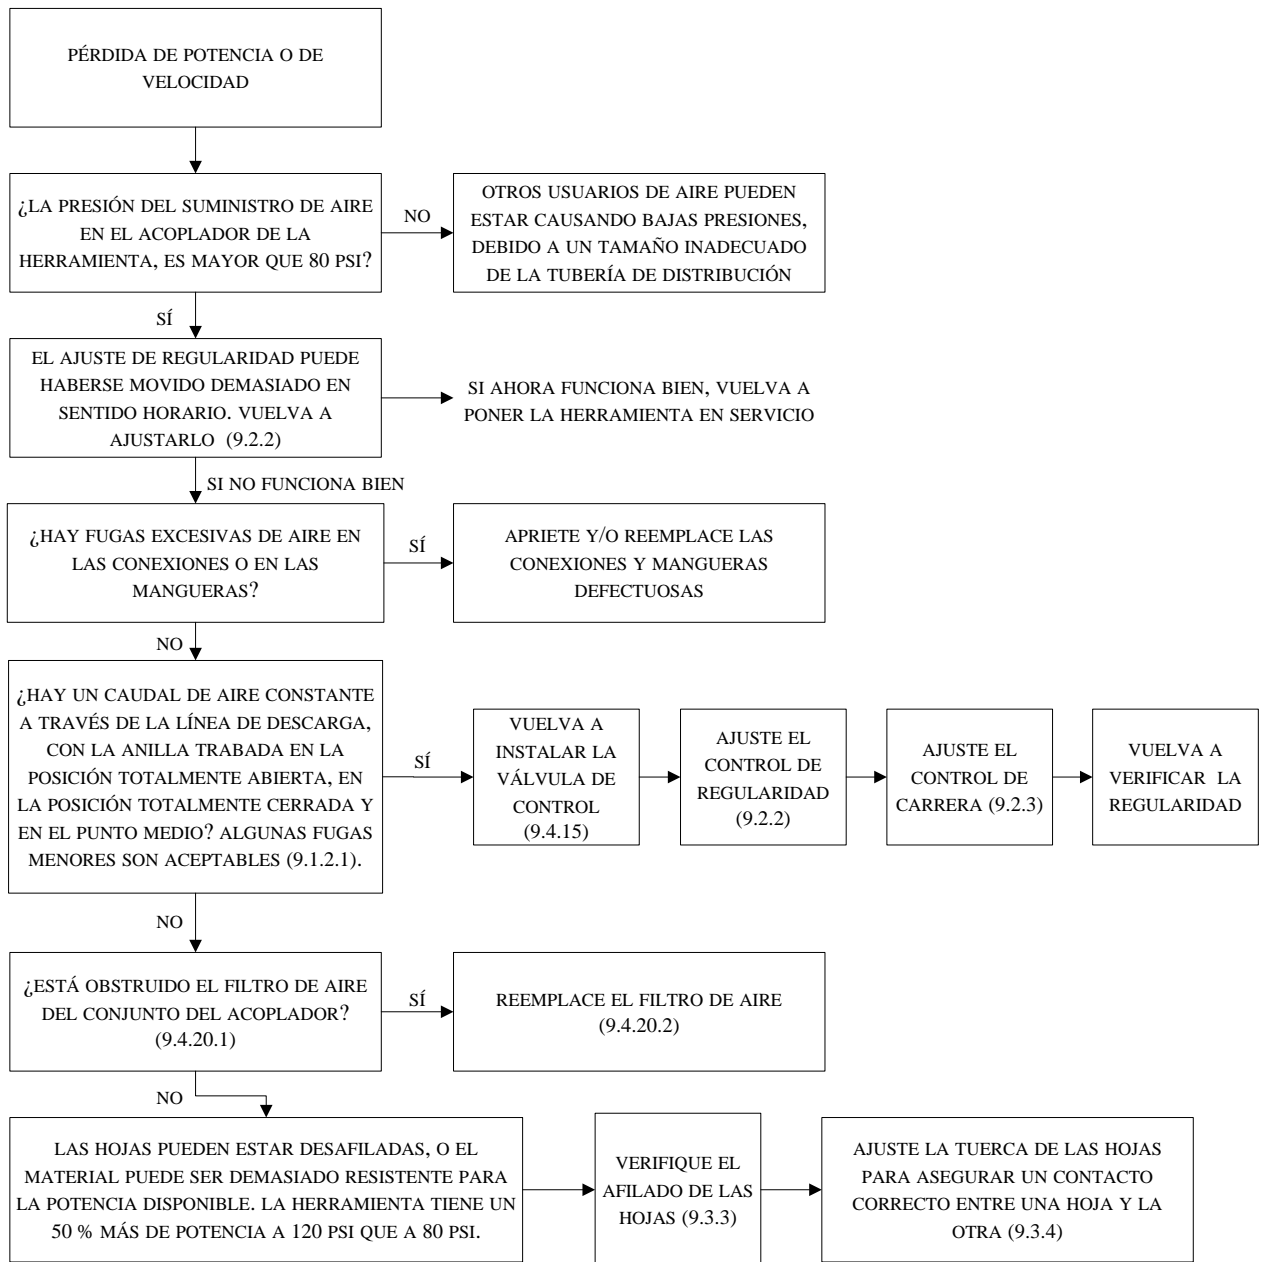 PÉRDIDA DE POTENCIA O DE
VELOCIDAD
¿LA PRESIÓN DEL SUMINISTRO DE AIRE
EN EL ACOPLADOR DE LA
HERRAMIENTA, ES MAYOR QUE 80 PSI?
NO
OTROS USUARIOS DE AIRE PUEDEN
ESTAR CAUSANDO BAJAS PRESIONES,
DEBIDO A UN TAMAÑO INADECUADO
DE LA TUBERÍA DE DISTRIBUCIÓN
SÍ
EL AJUSTE DE REGULARIDAD PUEDE
HABERSE MOVIDO DEMASIADO EN
SENTIDO HORARIO. VUELVA A
AJUSTARLO (9.2.2)
SI AHORA FUNCIONA BIEN, VUELVA A
PONER LA HERRAMIENTA EN SERVICIO
SI NO FUNCIONA BIEN
¿HAY FUGAS EXCESIVAS DE AIRE EN
LAS CONEXIONES O EN LAS
MANGUERAS?
SÍ
APRIETE Y/O REEMPLACE LAS
CONEXIONES Y MANGUERAS
DEFECTUOSAS
NO
¿HAY UN CAUDAL DE AIRE CONSTANTE
A TRAVÉS DE LA LÍNEA DE DESCARGA,
CON LA ANILLA TRABADA EN LA
POSICIÓN TOTALMENTE ABIERTA, EN
LA POSICIÓN TOTALMENTE CERRADA Y
EN EL PUNTO MEDIO? ALGUNAS FUGAS
MENORES SON ACEPTABLES (9.1.2.1).
SÍ
VUELVA A
INSTALAR LA
VÁLVULA DE
CONTROL
(9.4.15)
AJUSTE EL
CONTROL DE
REGULARIDAD
(9.2.2)
AJUSTE EL
CONTROL DE
CARRERA (9.2.3)
VUELVA A
VERIFICAR LA
REGULARIDAD
NO
¿ESTÁ OBSTRUIDO EL FILTRO DE AIRE
DEL CONJUNTO DEL ACOPLADOR?
(9.4.20.1)
SÍ
REEMPLACE EL FILTRO DE AIRE
(9.4.20.2)
NO
LAS HOJAS PUEDEN ESTAR DESAFILADAS, O EL
MATERIAL PUEDE SER DEMASIADO RESISTENTE PARA
LA POTENCIA DISPONIBLE. LA HERRAMIENTA TIENE UN
50 % MÁS DE POTENCIA A 120 PSI QUE A 80 PSI.
VERIFIQUE EL
AFILADO DE LAS
HOJAS (9.3.3)
AJUSTE LA TUERCA DE LAS HOJAS
PARA ASEGURAR UN CONTACTO
CORRECTO ENTRE UNA HOJA Y LA
OTRA (9.3.4)